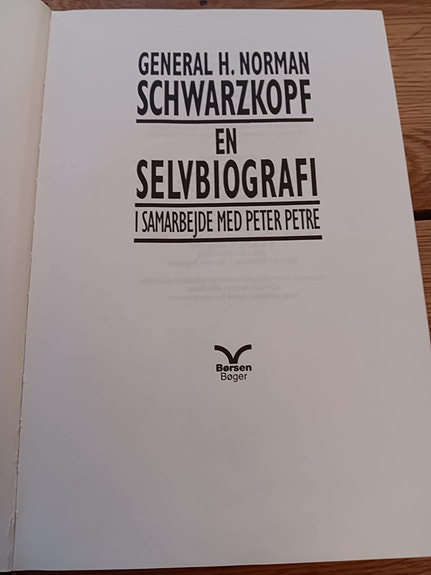 GENERAL H. NORMAN
SCHWARZKOPF
EN
SELVBIOGRAFI
I SAMARBEJDE MED PETER PETRE
Børsen
Bøger